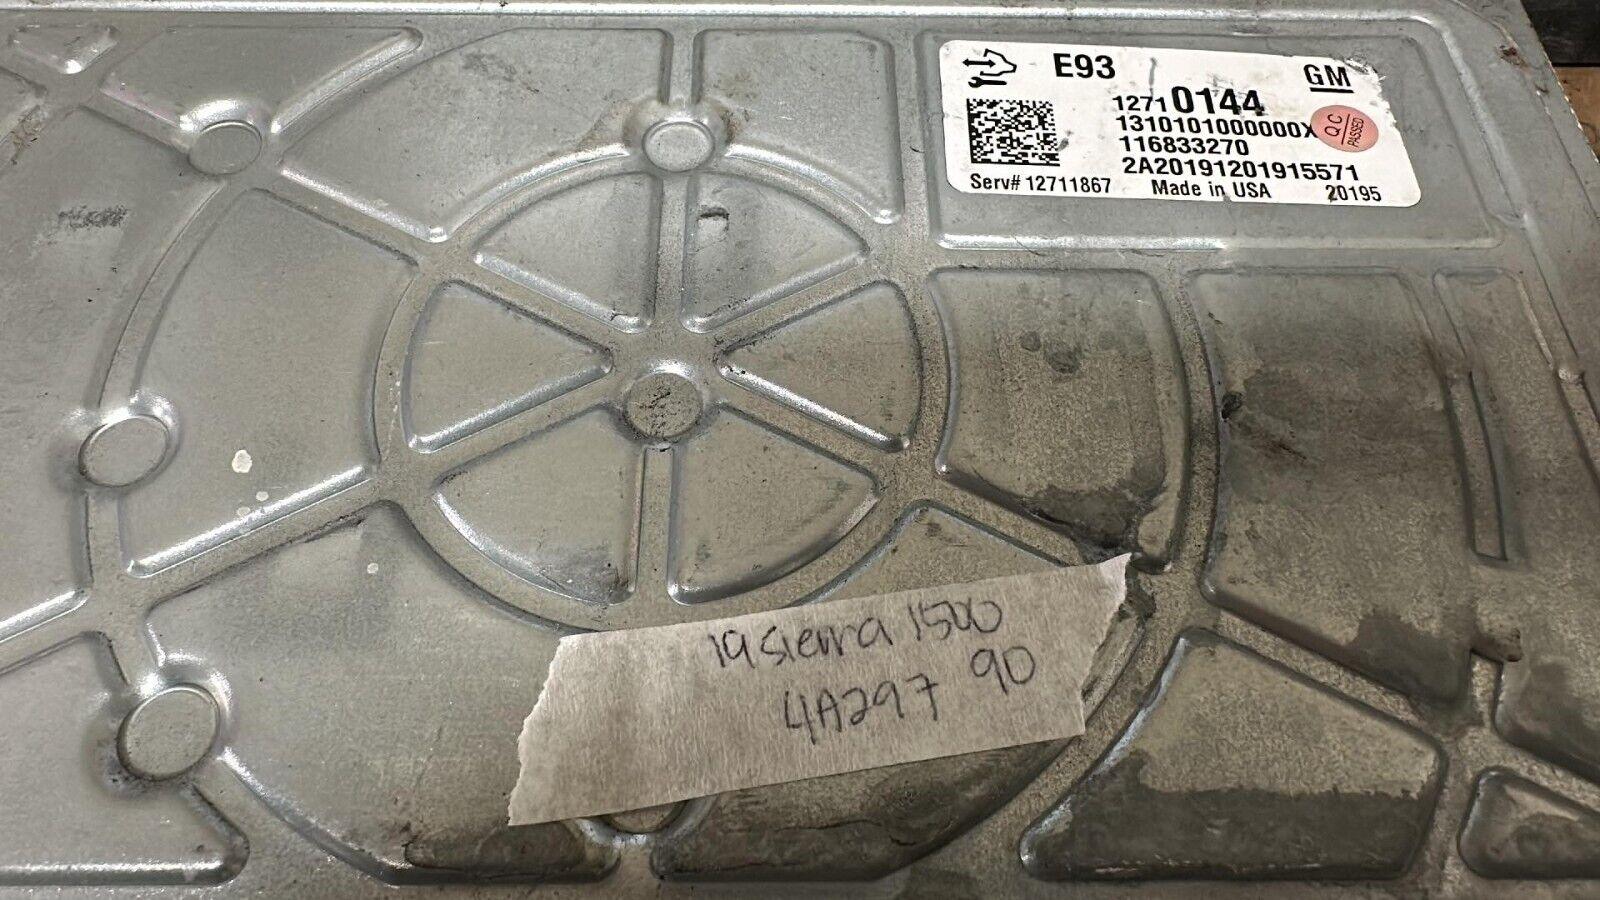 E93
GM
12710144
1310101000000X
QC
PASSED
116833270
2A20191201915571
Serv# 12711867 Made in USA 20195
19 sierra 1500
4A297 90